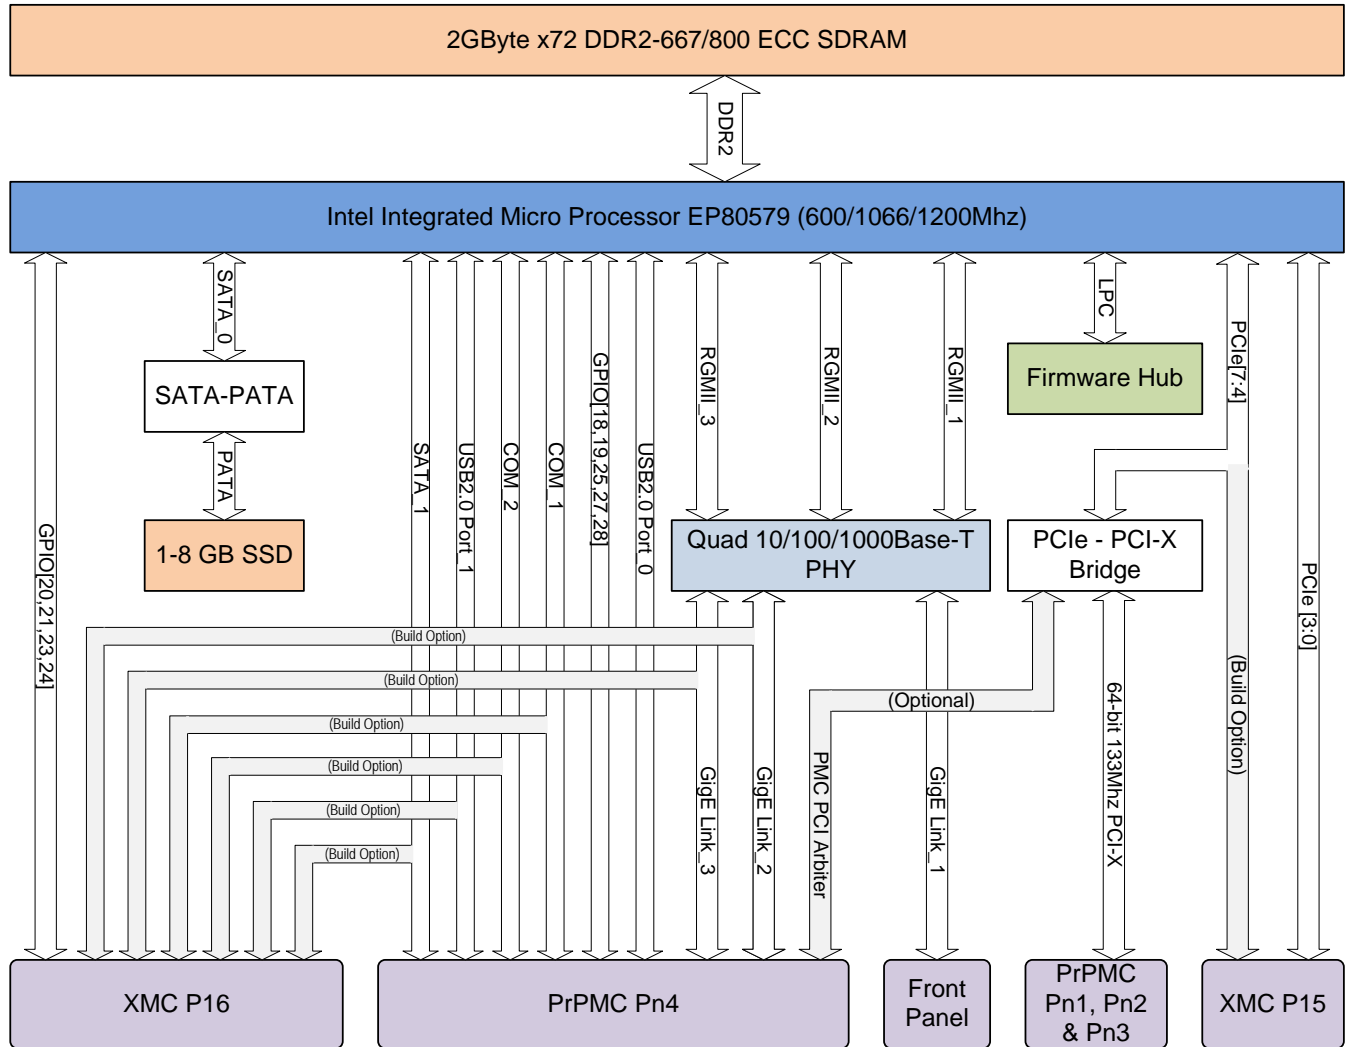 2GByte x72 DDR2-667/800 ECC SDRAM
DDR2
Intel Integrated Micro Processor EP80579 (600/1066/1200Mhz)
SATA_0
LPC
SATA-PATA
Firmware Hub
PCIe[7:4]
RGMII_3
RGMII_2
RGMII_1
GPIO[18,19,25,27,28]
PATA
SATA_1
USB2.0 Port_1
COM_2
COM_1
USB2.0 Port_0
1-8 GB SSD
Quad 10/100/1000Base-T
PHY
PCIe - PCI-X
Bridge
GPIO[20,21,23,24]
PCIe [3:0]
(Build Option)
(Build Option)
(Optional)
(Build Option)
(Build Option)
(Build Option)
(Build Option)
(Build Option)
GigE Link_3
GigE Link_2
PMC PCI Arbiter
GigE Link_1
64-bit 133Mhz PCI-X
XMC P16
PrPMC Pn4
Front
Panel
PrPMC
Pn1, Pn2
& Pn3
XMC P15